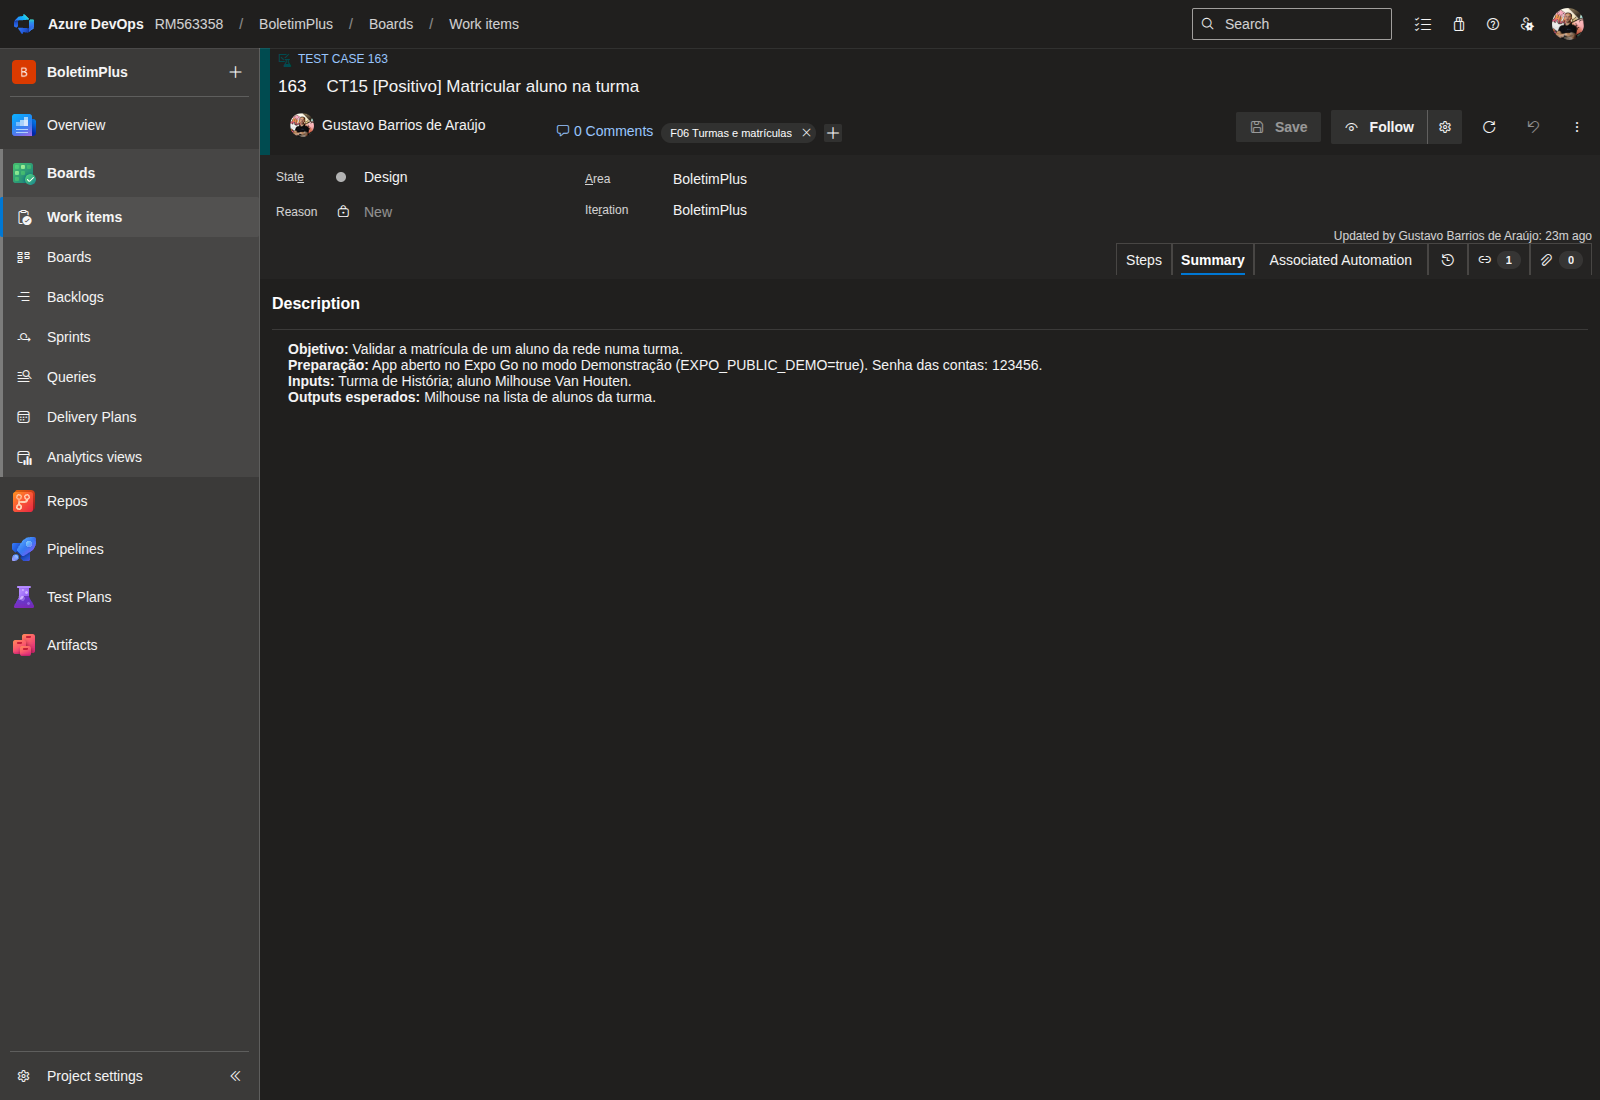 Azure DevOps RM563358 / BoletimPlus / Boards / Work items
Search
B BoletimPlus
Overview
Boards
Work items
Boards
Backlogs
Sprints
Queries
Delivery Plans
Analytics views
Repos
Pipelines
Test Plans
Artifacts
Project settings
TEST CASE 163
163 CT15 [Positivo] Matricular aluno na turma
Gustavo Barrios de Araújo
0 Comments
F06 Turmas e matrículas
Save
Follow
State Design
Reason New
Area BoletimPlus
Iteration BoletimPlus
Updated by Gustavo Barrios de Araújo: 23m ago
Steps Summary Associated Automation 1 0
Description
Objetivo: Validar a matrícula de um aluno da rede numa turma.
Preparação: App aberto no Expo Go no modo Demonstração (EXPO_PUBLIC_DEMO=true). Senha das contas: 123456.
Inputs: Turma de História; aluno Milhouse Van Houten.
Outputs esperados: Milhouse na lista de alunos da turma.